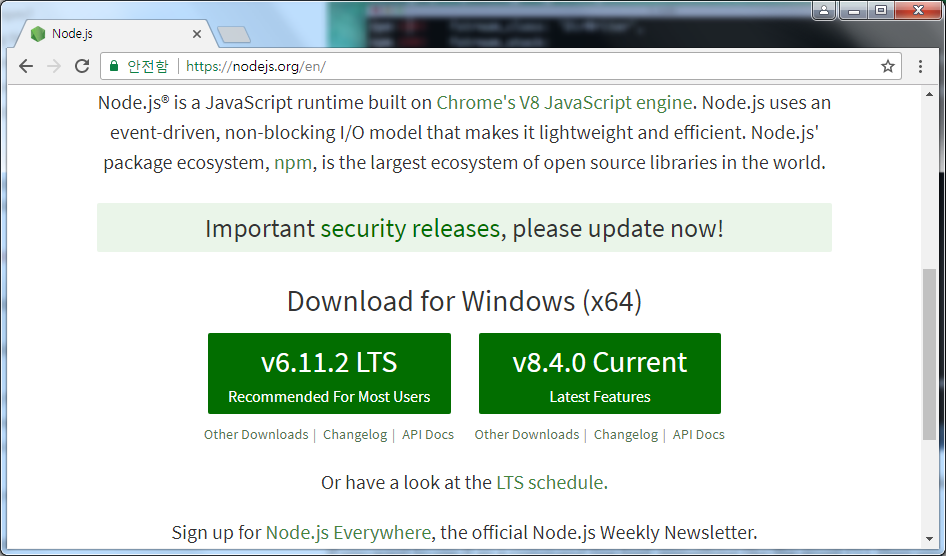 Node.js
안전함 | https://nodejs.org/en/
Node.js® is a JavaScript runtime built on Chrome's V8 JavaScript engine. Node.js uses an
event-driven, non-blocking I/O model that makes it lightweight and efficient. Node.js'
package ecosystem, npm, is the largest ecosystem of open source libraries in the world.
Important security releases, please update now!
Download for Windows (x64)
v6.11.2 LTS
Recommended For Most Users
v8.4.0 Current
Latest Features
Other Downloads | Changelog | API Docs
Other Downloads | Changelog | API Docs
Or have a look at the LTS schedule.
Sign up for Node.js Everywhere, the official Node.js Weekly Newsletter.